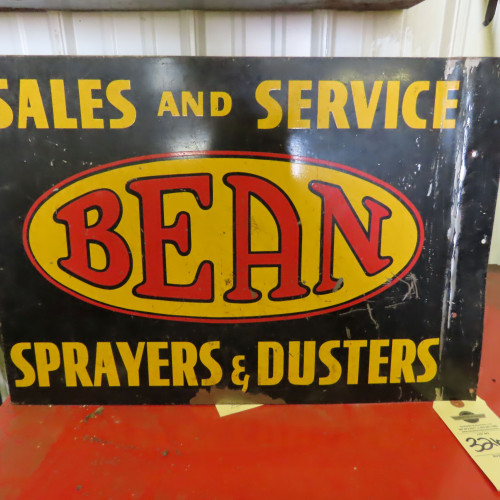 SALES AND SERVICE
BEAN
SPRAYERS & DUSTERS